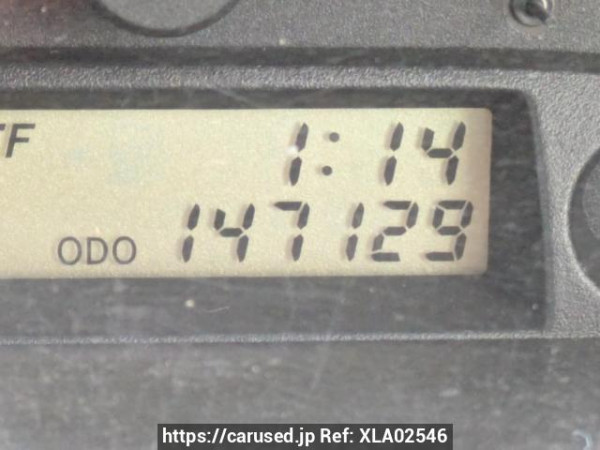 FF
1:14
ODO 147129
https://carused.jp Ref: XLA02546